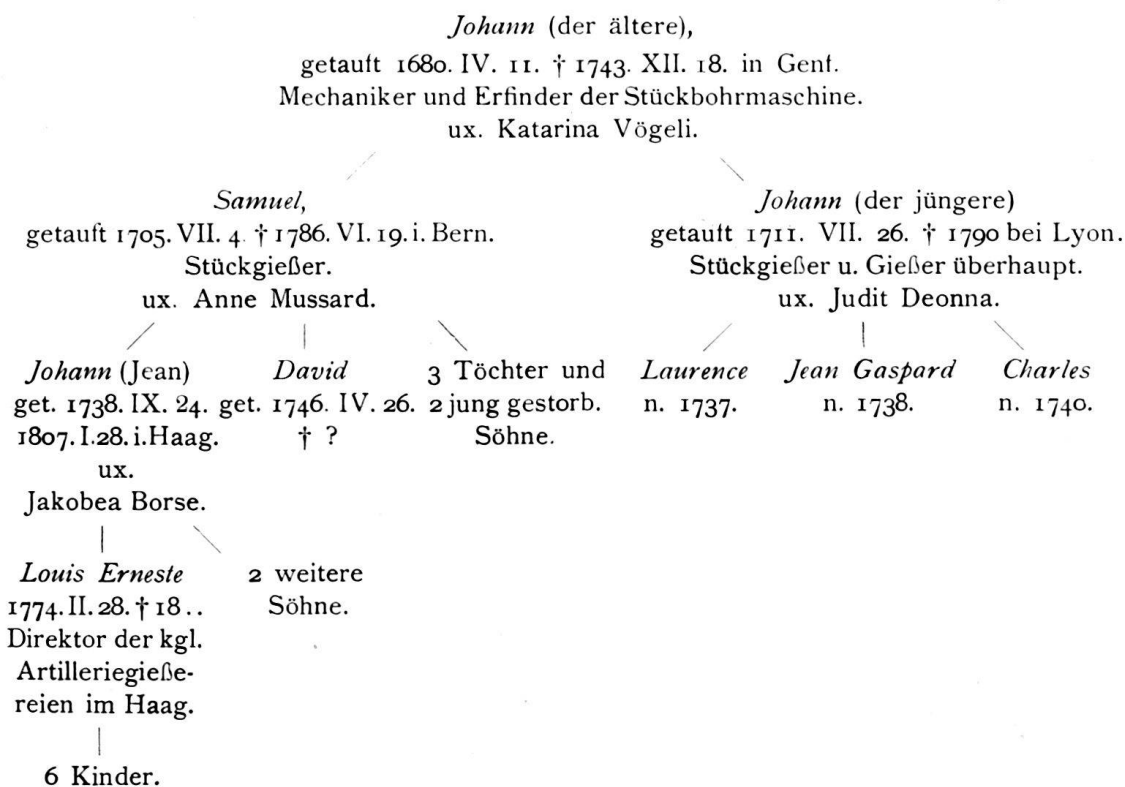 Johann (der ältere),
getauft 1680. IV. 11. † 1743. XII. 18. in Genf.
Mechaniker und Erfinder der Stückbohrmaschine.
ux. Katarina Vögeli.
Samuel,
getauft 1705. VII. 4. † 1786. VI. 19. i. Bern.
Stückgießer.
ux. Anne Mussard.
Johann (der jüngere)
getauft 1711. VII. 26. † 1790 bei Lyon.
Stückgießer u. Gießer überhaupt.
ux. Judit Deonna.
Johann (Jean)
get. 1738. IX. 24.
1807. I. 28. i. Haag.
ux.
Jakobea Borse.
David
get. 1746. IV. 26.
† ?
3 Töchter und
2 jung gestorb.
Söhne.
Laurence
n. 1737.
Jean Gaspard
n. 1738.
Charles
n. 1740.
Louis Erneste
1774. II. 28. † 18 . .
Direktor der kgl.
Artilleriegieße-
reien im Haag.
2 weitere
Söhne.
6 Kinder.